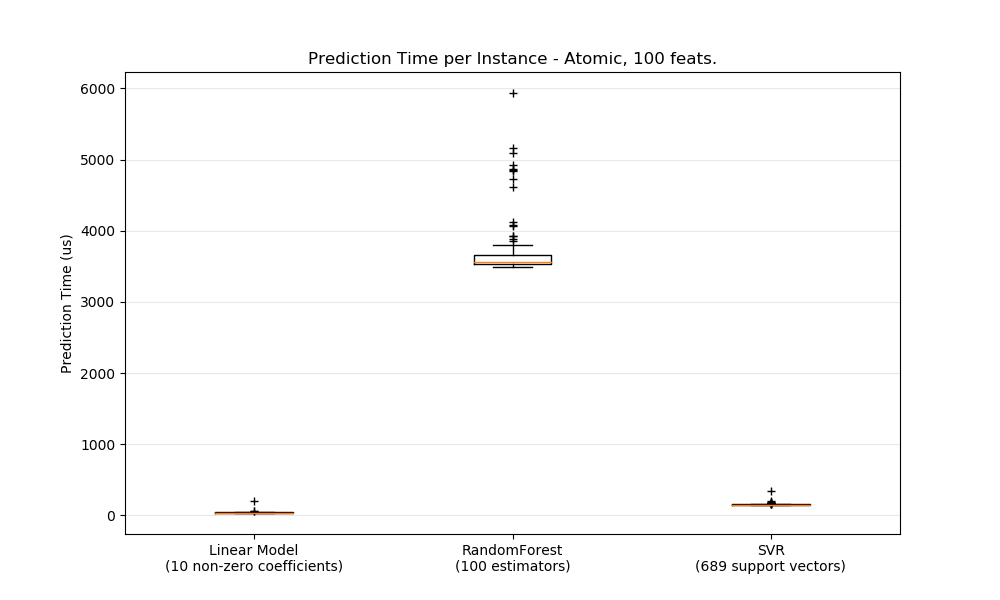 Prediction Time per Instance - Atomic, 100 feats.
Prediction Time (us)
6000
5000
4000
3000
2000
1000
0
Linear Model
(10 non-zero coefficients)
RandomForest
(100 estimators)
SVR
(689 support vectors)